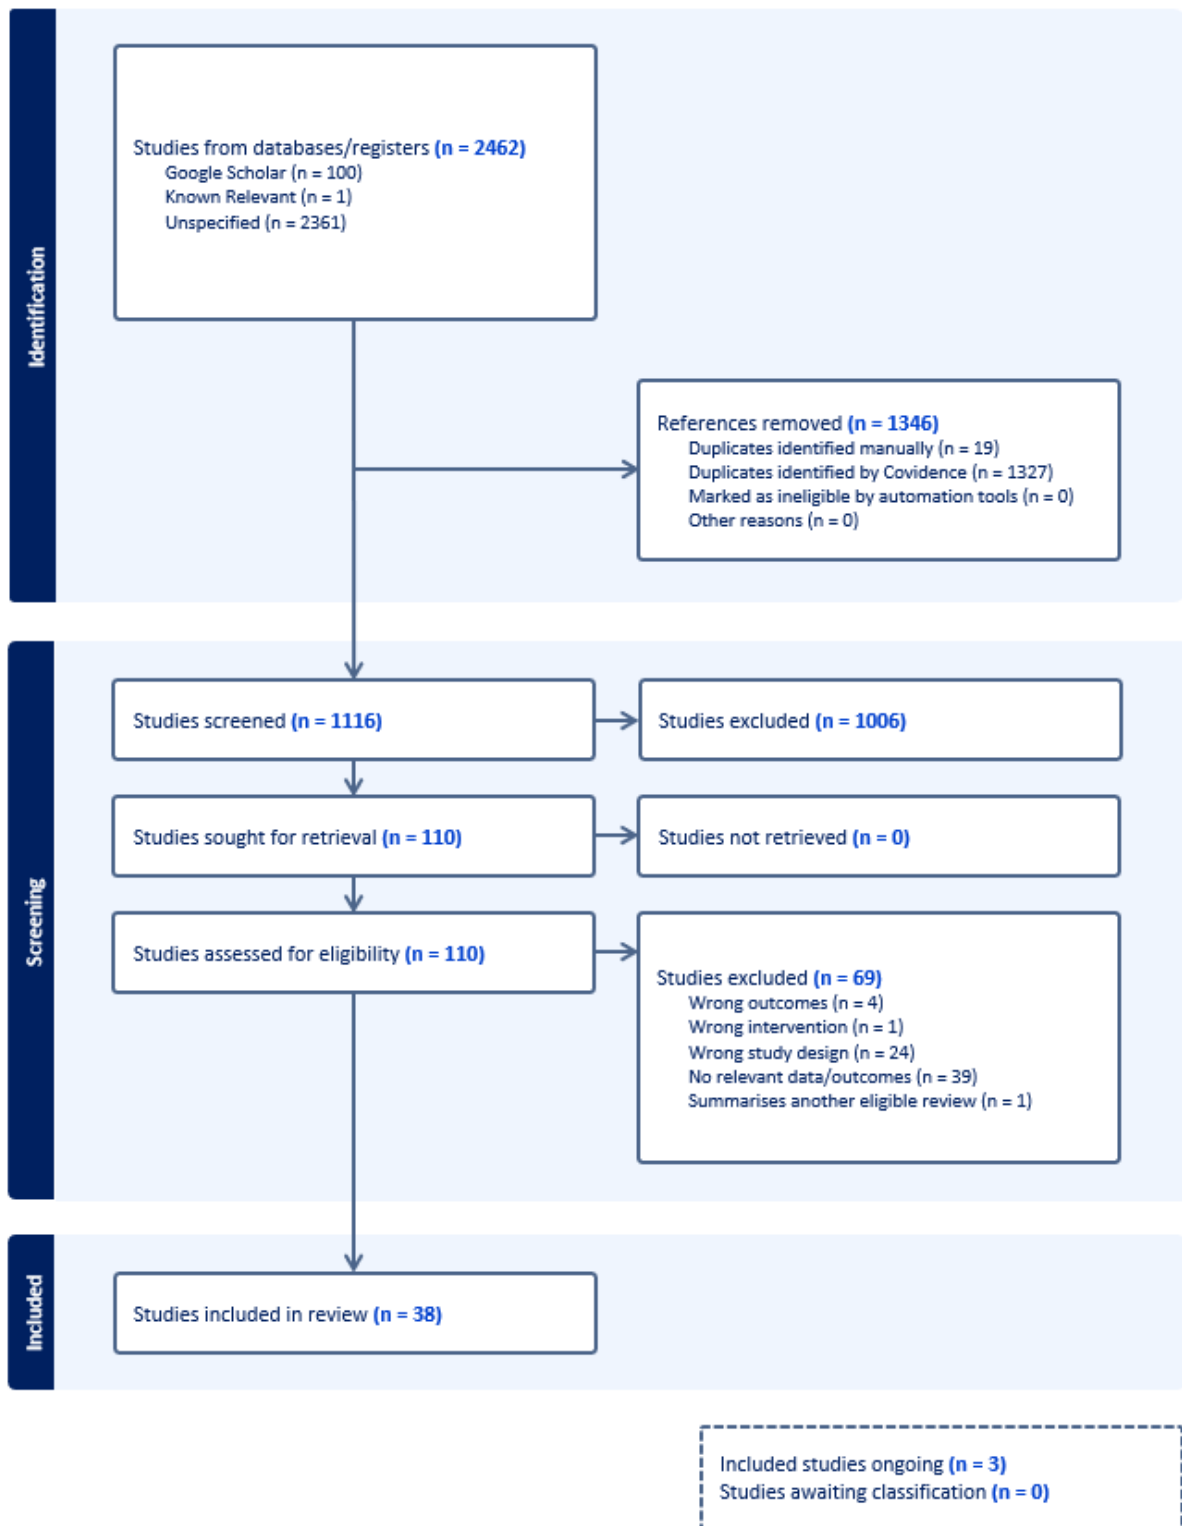 Identification
Studies from databases/registers (n = 2462)
Google Scholar (n = 100)
Known Relevant (n = 1)
Unspecified (n = 2361)
References removed (n = 1346)
Duplicates identified manually (n = 19)
Duplicates identified by Covidence (n = 1327)
Marked as ineligible by automation tools (n = 0)
Other reasons (n = 0)
Screening
Studies screened (n = 1116)
Studies excluded (n = 1006)
Studies sought for retrieval (n = 110)
Studies not retrieved (n = 0)
Studies assessed for eligibility (n = 110)
Studies excluded (n = 69)
Wrong outcomes (n = 4)
Wrong intervention (n = 1)
Wrong study design (n = 24)
No relevant data/outcomes (n = 39)
Summarises another eligible review (n = 1)
Included
Studies included in review (n = 38)
Included studies ongoing (n = 3)
Studies awaiting classification (n = 0)